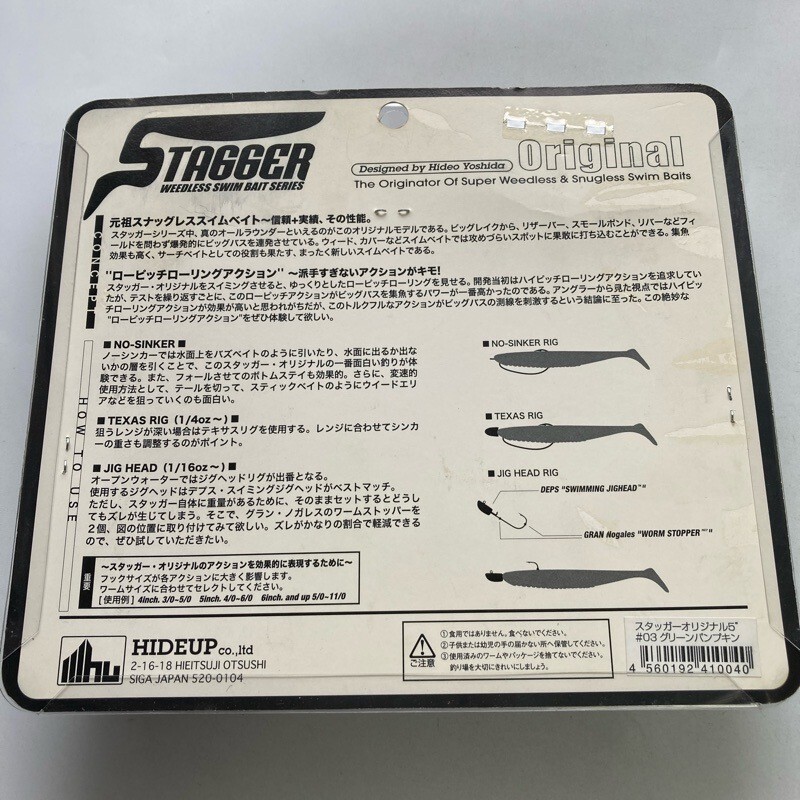 STAGGER
WEEDLESS SWIM BAIT SERIES
Designed by Hideo Yoshida
Original
The Originator Of Super Weedless & Snugless Swim Baits
CONCEPT
元祖スナッグレススイムベイト〜信頼+実績、その性能。
スタッガーシリーズ中、真のオールラウンダーといえるのがこのオリジナルモデルである。ビッグレイクから、リザーバー、スモールポンド、リバーなどフィ
ールドを問わず爆発的にビッグバスを連発させている。ウィード、カバーなどスイムベイトでは攻めづらいスポットに果敢に打ち込むことができる。集魚
効果も高く、サーチベイトとしての役割も果たす、まったく新しいスイムベイトである。
"ローピッチローリングアクション" 〜派手すぎないアクションがキモ!
スタッガー・オリジナルをスイミングさせると、ゆっくりとしたローピッチローリングを見せる。開発当初はハイピッチローリングアクションを追求してい
たが、テストを繰り返すごとに、このローピッチアクションがビッグバスを集魚するパワーが一番高かったのである。アングラーから見た視点ではハイピッ
チローリングアクションが効果が高いと思われがちだが、このトルクフルなアクションがビッグバスの測線を刺激するという結論に至った。この絶妙な
"ローピッチローリングアクション"をぜひ体験して欲しい。
HOW TO USE
■ NO-SINKER ■
ノーシンカーでは水面上をバズベイトのように引いたり、水面に出るか出な
いかの層を引くことで、このスタッガー・オリジナルの一番面白い釣りが体
験できる。また、フォールさせてのボトムステイも効果的。さらに、変速的
使用方法として、テールを切って、スティックベイトのようにウイードエリ
アなどを狙っていくのも面白い。
■ TEXAS RIG (1/4oz〜) ■
狙うレンジが深い場合はテキサスリグを使用する。レンジに合わせてシンカ
ーの重さも調整するのがポイント。
■ JIG HEAD (1/16oz〜) ■
オープンウォーターではジグヘッドリグが出番となる。
使用するジグヘッドはデプス・スイミングジグヘッドがベストマッチ。
ただし、スタッガー自体に重量があるために、そのままセットするとどうし
てもズレが生じてしまう。そこで、グラン・ノガレスのワームストッパーを
2個、図の位置に取り付けてみて欲しい。ズレがかなりの割合で軽減できる
ので、ぜひ試していただきたい。
■ NO-SINKER RIG
■ TEXAS RIG
■ JIG HEAD RIG
DEPS "SWIMMING JIGHEAD"
GRAN Nogales "WORM STOPPER"
重要
〜スタッガー・オリジナルのアクションを効果的に表現するために〜
フックサイズが各アクションに大きく影響します。
ワームサイズに合わせてセレクトしてください。
[使用例] 4inch. 3/0~5/0 5inch. 4/0~6/0 6inch. and up 5/0~11/0
HIDEUP co.,ltd
2-16-18 HIEITSUJI OTSUSHI
SIGA JAPAN 520-0104
ご注意
①食用ではありません。食べないでください。
②子供または幼児の手の届かない所へ保管してください。
③使用済みのワームやパッケージを捨てないでください。
釣り場を大切にきれいにしましょう。
スタッガーオリジナル5"
#03 グリーンパンプキン
4 560192 410040